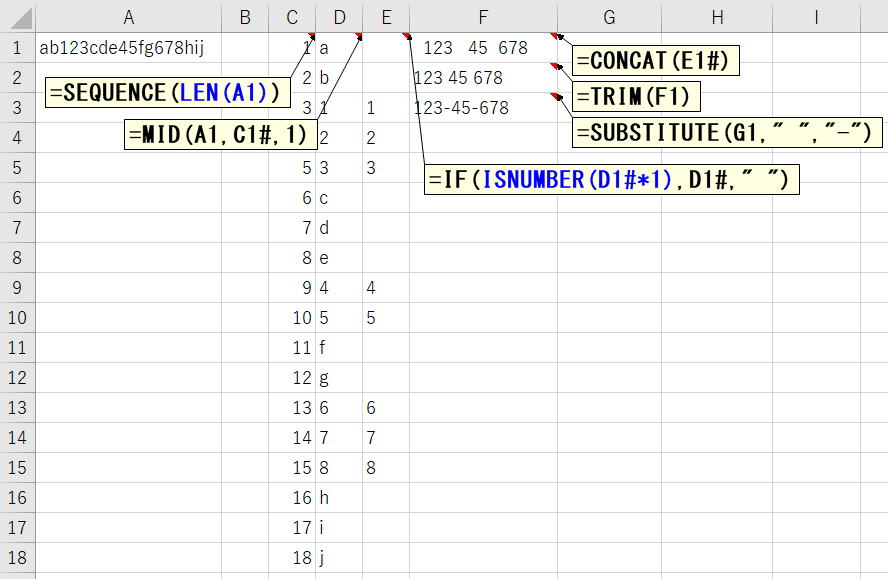 A B C D E F G H I
1 ab123cde45fg678hij 1 a 123 45 678 =CONCAT(E1#)
2 =SEQUENCE(LEN(A1)) 2 b 123 45 678 =TRIM(F1)
3 3 1 1 123-45-678 =SUBSTITUTE(G1," ","-")
4 =MID(A1,C1#,1) 2 2
5 5 3 3 =IF(ISNUMBER(D1#*1),D1#," ")
6 6 c
7 7 d
8 8 e
9 9 4 4
10 10 5 5
11 11 f
12 12 g
13 13 6 6
14 14 7 7
15 15 8 8
16 16 h
17 17 i
18 18 j